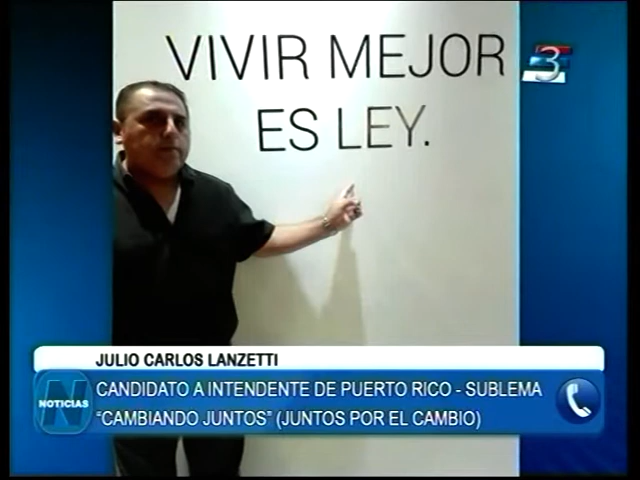 VIVIR MEJOR
ES LEY.
3
JULIO CARLOS LANZETTI
N
NOTICIAS
CANDIDATO A INTENDENTE DE PUERTO RICO - SUBLEMA
“CAMBIANDO JUNTOS” (JUNTOS POR EL CAMBIO)